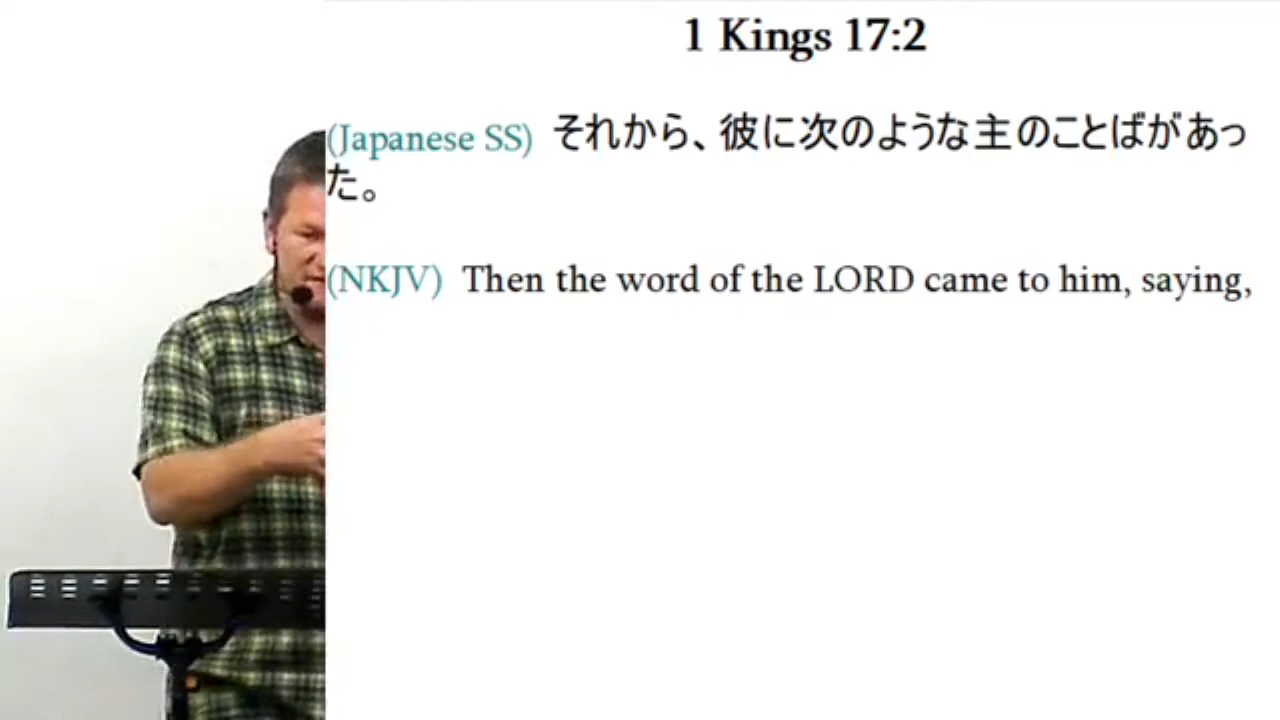 1 Kings 17:2
(Japanese SS) それから、彼に次のような主のことばがあっ
た。
(NKJV) Then the word of the LORD came to him, saying,